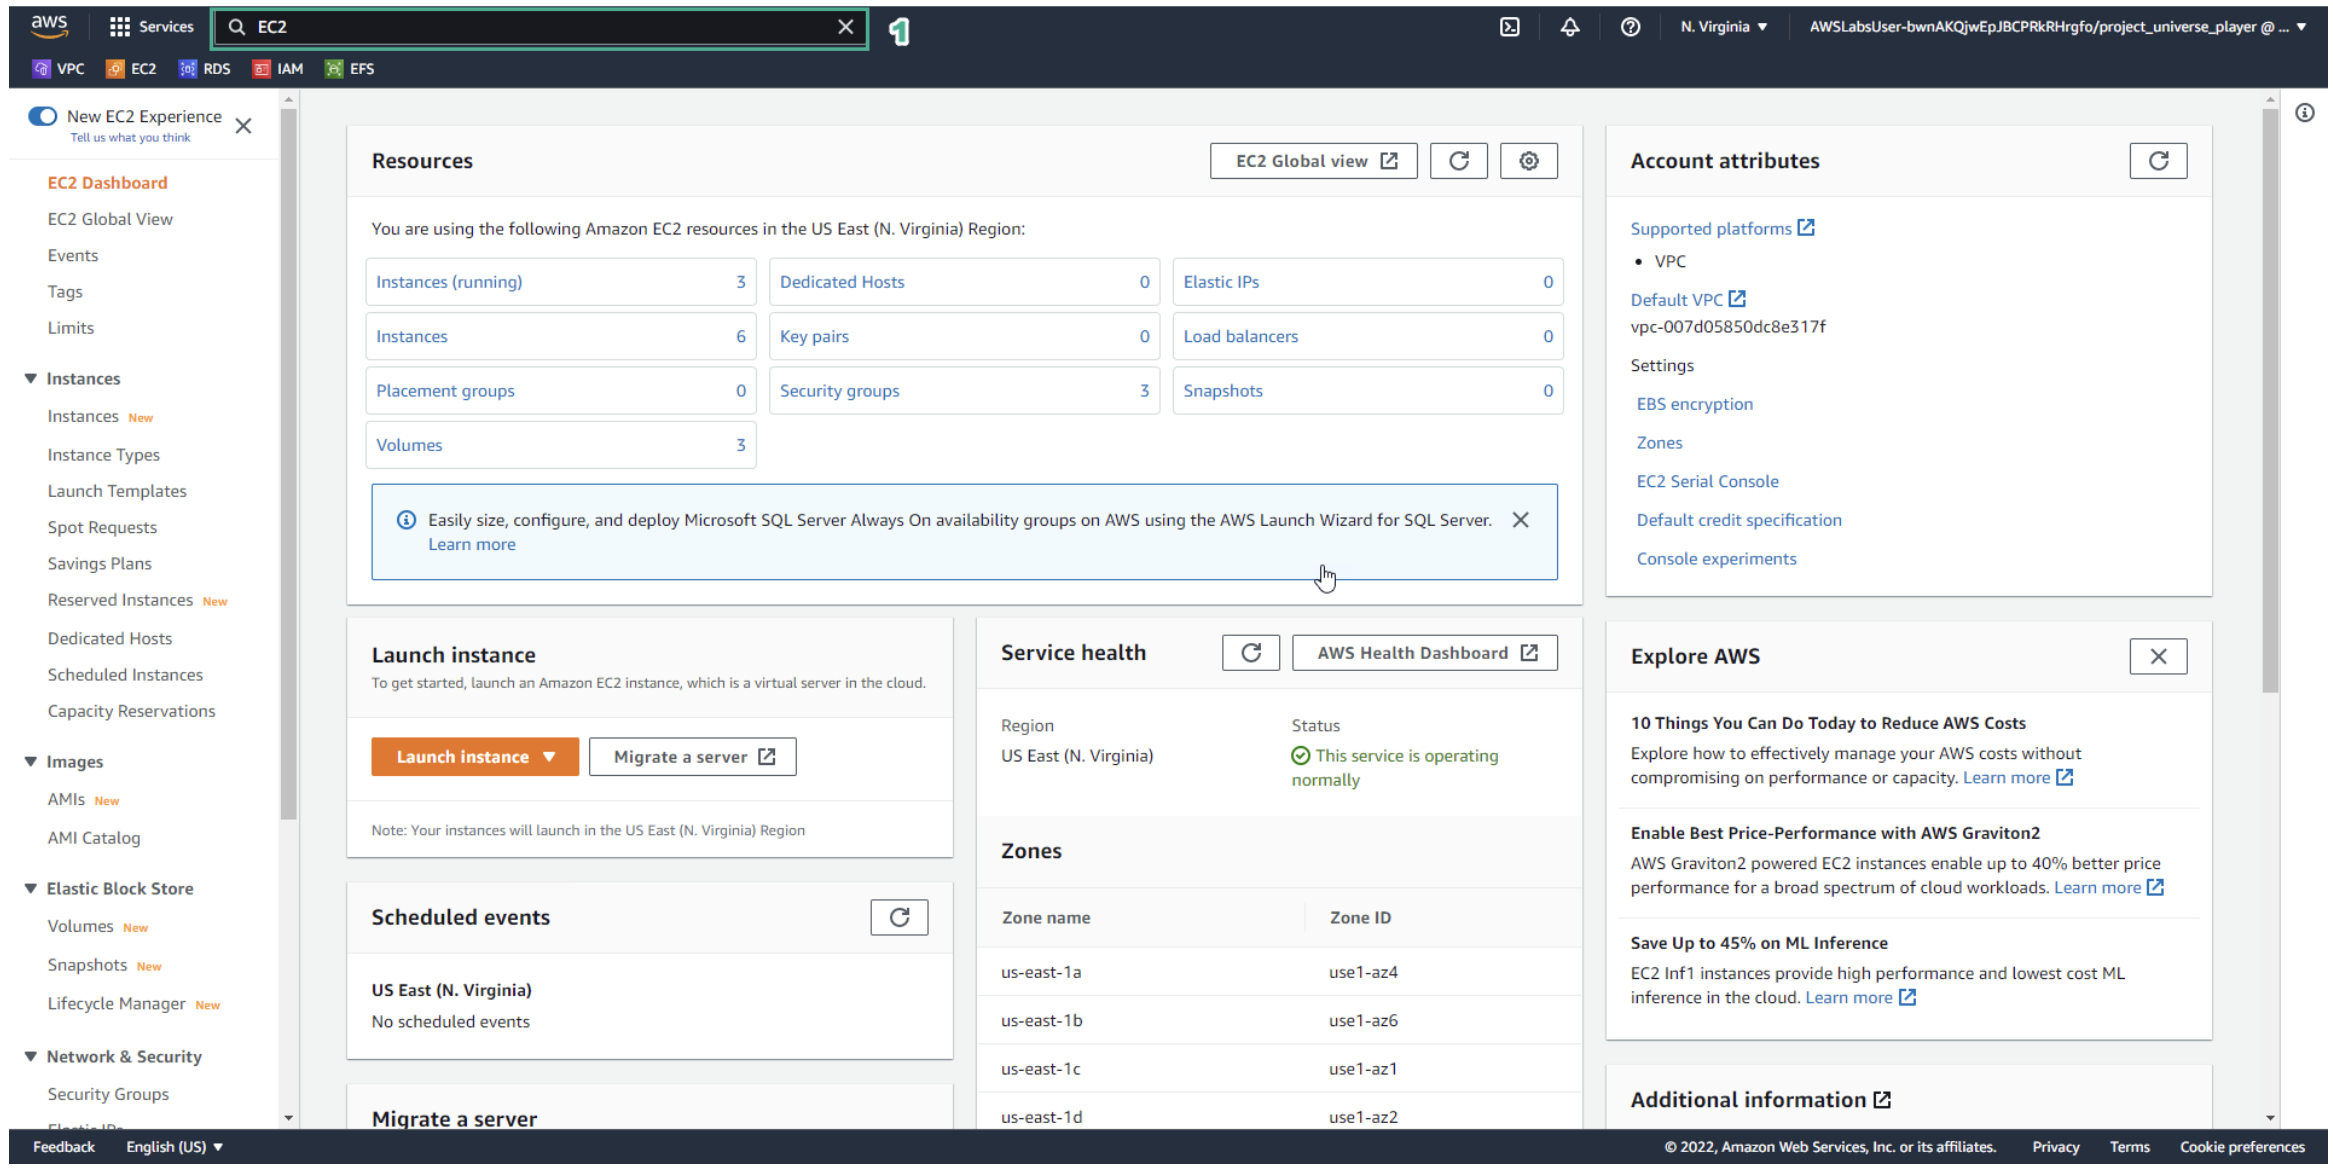 aws
Services
EC2
1
N. Virginia ▼
AWSLabsUser-bwnAKQjwEpJBCPRkRHrgfo/project_universe_player @ ... ▼
VPC
EC2
RDS
IAM
EFS
New EC2 Experience
Tell us what you think
EC2 Dashboard
EC2 Global View
Events
Tags
Limits
Instances
Instances New
Instance Types
Launch Templates
Spot Requests
Savings Plans
Reserved Instances New
Dedicated Hosts
Scheduled Instances
Capacity Reservations
Images
AMIs New
AMI Catalog
Elastic Block Store
Volumes New
Snapshots New
Lifecycle Manager New
Network & Security
Security Groups
Elastic IPs
Resources
EC2 Global view
You are using the following Amazon EC2 resources in the US East (N. Virginia) Region:
Instances (running) 3
Dedicated Hosts 0
Elastic IPs 0
Instances 6
Key pairs 0
Load balancers 0
Placement groups 0
Security groups 3
Snapshots 0
Volumes 3
Easily size, configure, and deploy Microsoft SQL Server Always On availability groups on AWS using the AWS Launch Wizard for SQL Server.
Learn more
Launch instance
To get started, launch an Amazon EC2 instance, which is a virtual server in the cloud.
Launch instance ▼
Migrate a server
Note: Your instances will launch in the US East (N. Virginia) Region
Scheduled events
US East (N. Virginia)
No scheduled events
Migrate a server
Service health
AWS Health Dashboard
Region
US East (N. Virginia)
Status
This service is operating
normally
Zones
Zone name Zone ID
us-east-1a use1-az4
us-east-1b use1-az6
us-east-1c use1-az1
us-east-1d use1-az2
Account attributes
Supported platforms
• VPC
Default VPC
vpc-007d05850dc8e317f
Settings
EBS encryption
Zones
EC2 Serial Console
Default credit specification
Console experiments
Explore AWS
10 Things You Can Do Today to Reduce AWS Costs
Explore how to effectively manage your AWS costs without
compromising on performance or capacity. Learn more
Enable Best Price-Performance with AWS Graviton2
AWS Graviton2 powered EC2 instances enable up to 40% better price
performance for a broad spectrum of cloud workloads. Learn more
Save Up to 45% on ML Inference
EC2 Inf1 instances provide high performance and lowest cost ML
inference in the cloud. Learn more
Additional information
Feedback
English (US) ▼
© 2022, Amazon Web Services, Inc. or its affiliates.
Privacy
Terms
Cookie preferences